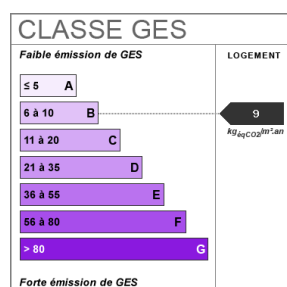 CLASSE GES
Faible émission de GES
LOGEMENT
≤ 5 A
6 à 10 B
9
kgéqCO2/m².an
11 à 20 C
21 à 35 D
36 à 55 E
56 à 80 F
> 80 G
Forte émission de GES